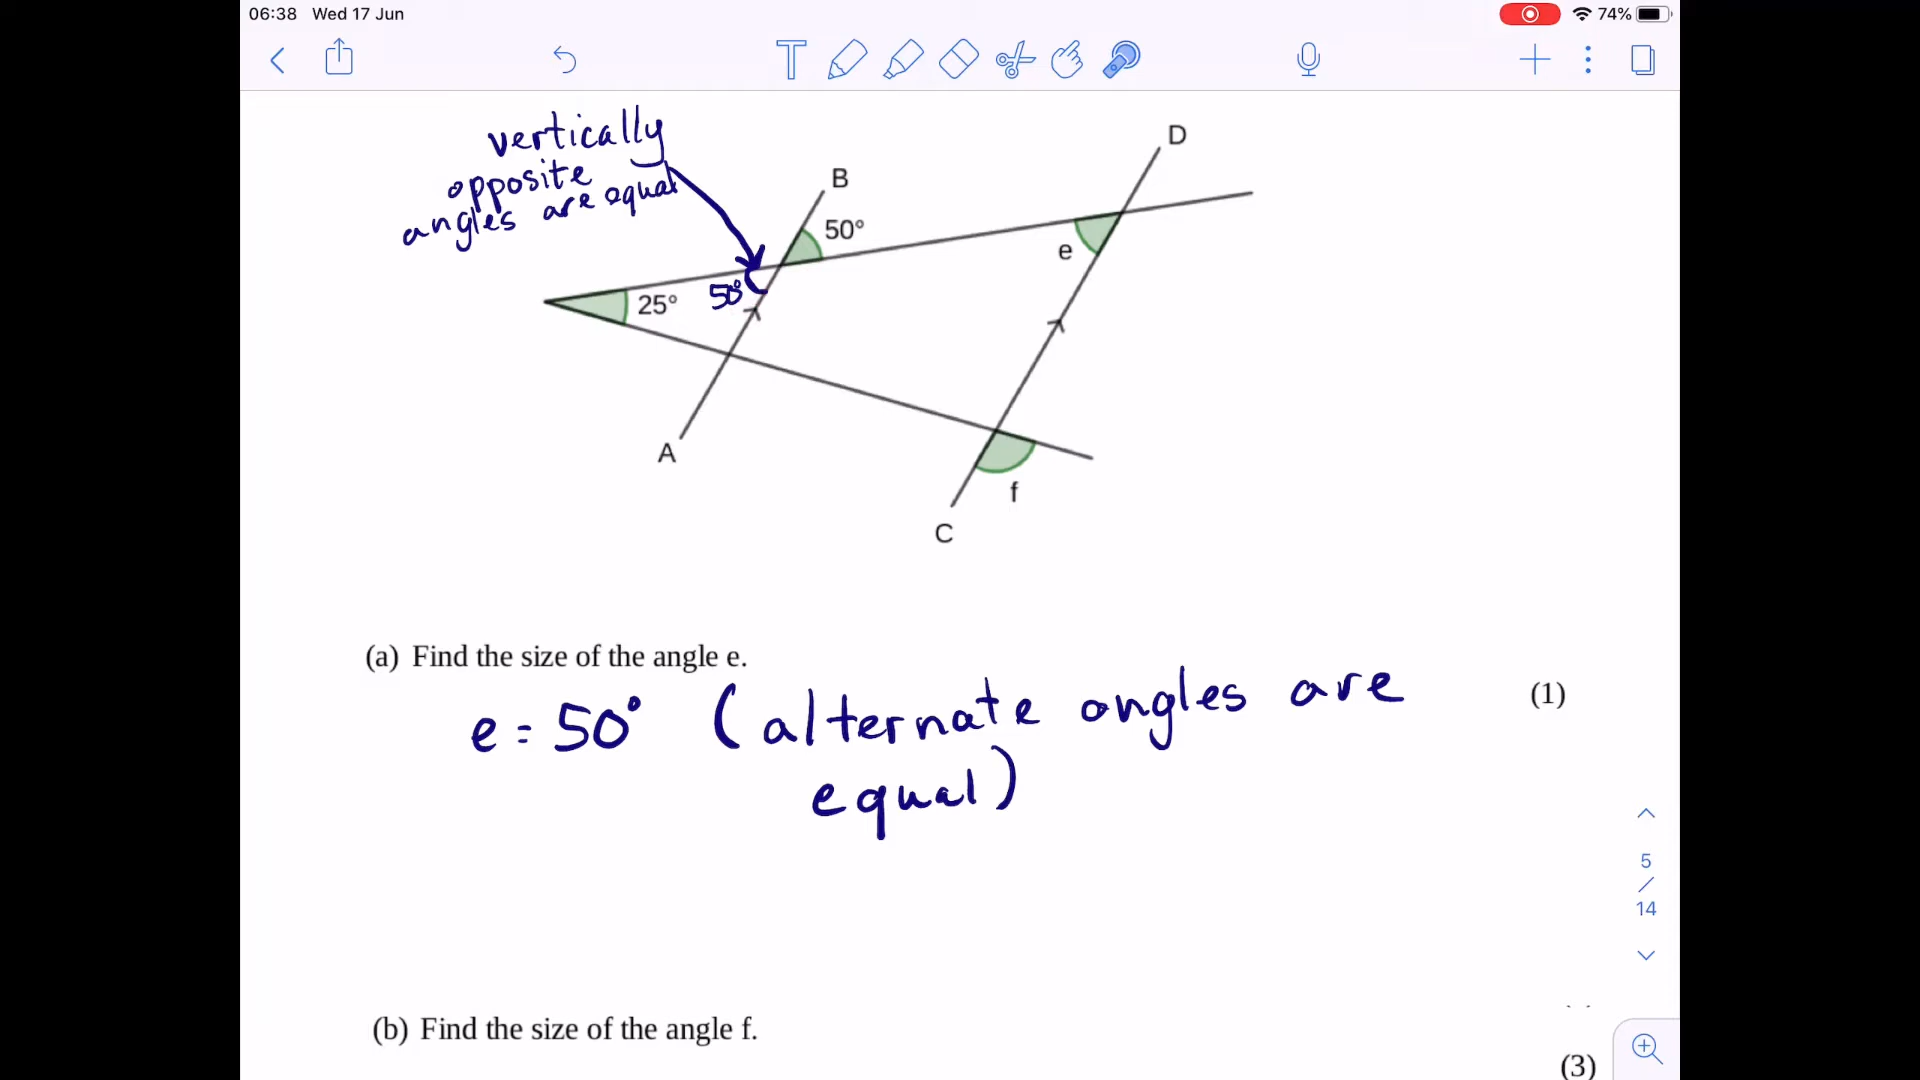 06:38 Wed 17 Jun
74%
vertically
opposite
angles are equal
B
D
50°
e
25°
50°
A
f
C
(a) Find the size of the angle e.
(1)
e = 50° (alternate angles are
equal)
5
/
14
(b) Find the size of the angle f.
(3)